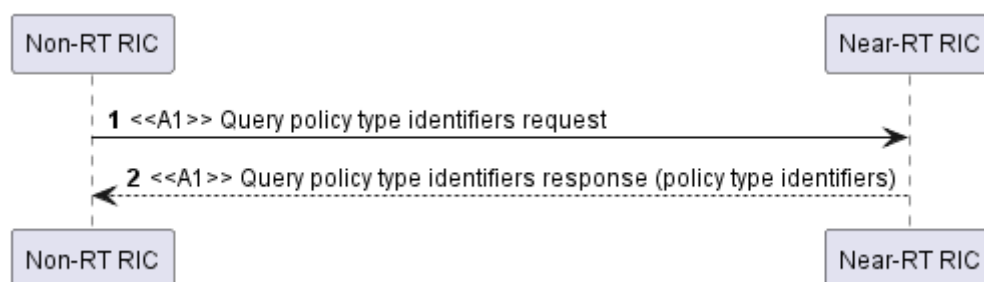 Non-RT RIC
Near-RT RIC
1 <<A1>> Query policy type identifiers request
2 <<A1>> Query policy type identifiers response (policy type identifiers)
Non-RT RIC
Near-RT RIC